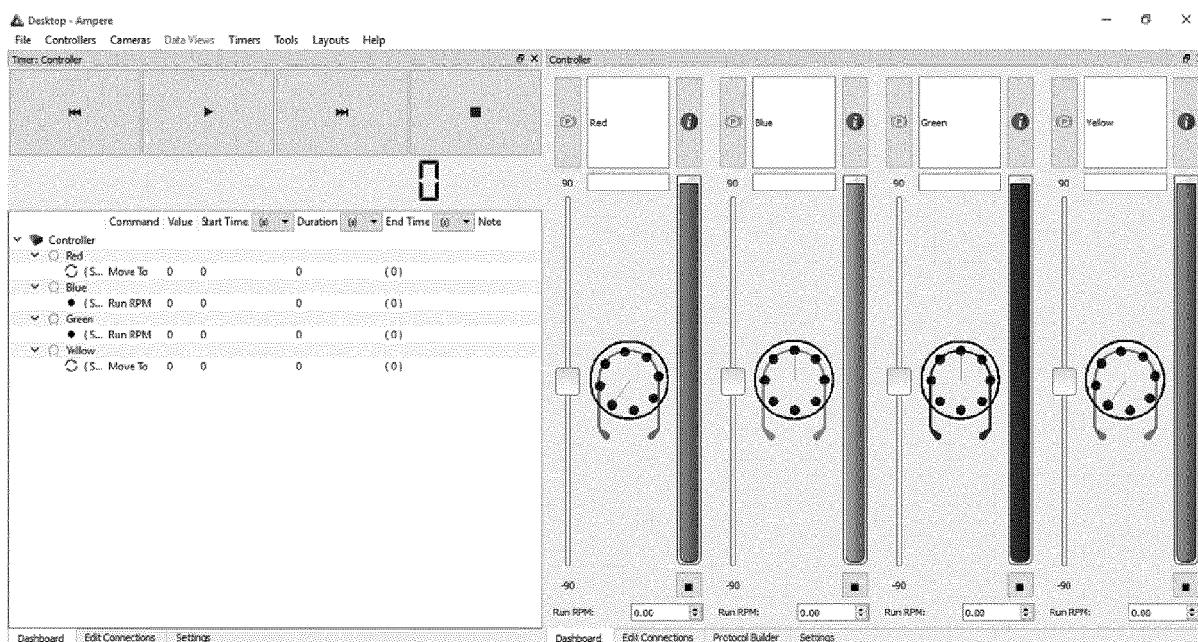 Desktop - Ampere
File Controllers Cameras Data Views Timers Tools Layouts Help
Timer: Controller
Controller
Red
Blue
Green
Yellow
0
90 90 90 90
Command Value Start Time (s) Duration (s) End Time (s) Note
Controller
Red
(S... Move To 0 0 0 (0)
Blue
(S... Run RPM 0 0 0 (0)
Green
(S... Run RPM 0 0 0 (0)
Yellow
(S... Move To 0 0 0 (0)
-90 -90 -90 -90
Run RPM: 0.00 Run RPM: 0.00 Run RPM: 0.00 Run RPM: 0.00
Dashboard Edit Connections Settings
Dashboard Edit Connections Protocol Builder Settings